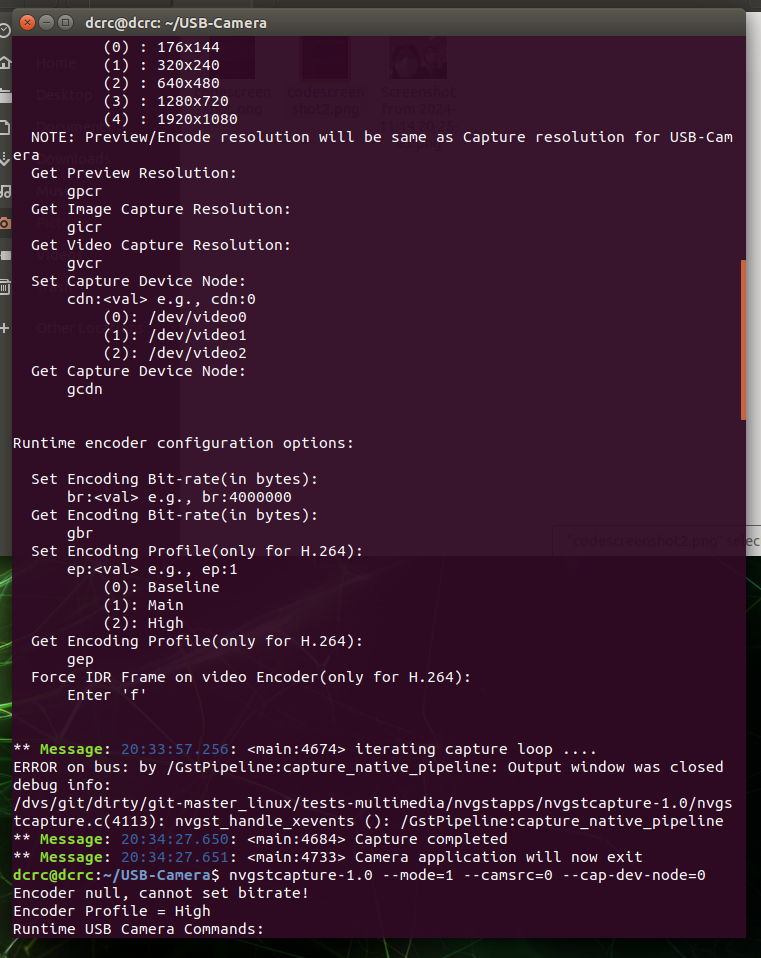 dcrc@dcrc: ~/USB-Camera
(0) : 176x144
(1) : 320x240
(2) : 640x480
(3) : 1280x720
(4) : 1920x1080
NOTE: Preview/Encode resolution will be same as Capture resolution for USB-Cam
era
Get Preview Resolution:
gpcr
Get Image Capture Resolution:
gicr
Get Video Capture Resolution:
gvcr
Set Capture Device Node:
cdn:<val> e.g., cdn:0
(0): /dev/video0
(1): /dev/video1
(2): /dev/video2
Get Capture Device Node:
gcdn
Runtime encoder configuration options:
Set Encoding Bit-rate(in bytes):
br:<val> e.g., br:4000000
Get Encoding Bit-rate(in bytes):
gbr
Set Encoding Profile(only for H.264):
ep:<val> e.g., ep:1
(0): Baseline
(1): Main
(2): High
Get Encoding Profile(only for H.264):
gep
Force IDR Frame on video Encoder(only for H.264):
Enter 'f'
** Message: 20:33:57.256: <main:4674> iterating capture loop ....
ERROR on bus: by /GstPipeline:capture_native_pipeline: Output window was closed
debug info:
/dvs/git/dirty/git-master_linux/tests-multimedia/nvgstapps/nvgstcapture-1.0/nvgs
tcapture.c(4113): nvgst_handle_xevents (): /GstPipeline:capture_native_pipeline
** Message: 20:34:27.650: <main:4684> Capture completed
** Message: 20:34:27.651: <main:4733> Camera application will now exit
dcrc@dcrc:~/USB-Camera$ nvgstcapture-1.0 --mode=1 --camsrc=0 --cap-dev-node=0
Encoder null, cannot set bitrate!
Encoder Profile = High
Runtime USB Camera Commands:
Home
Desktop
"codescreenshot2.png" selec